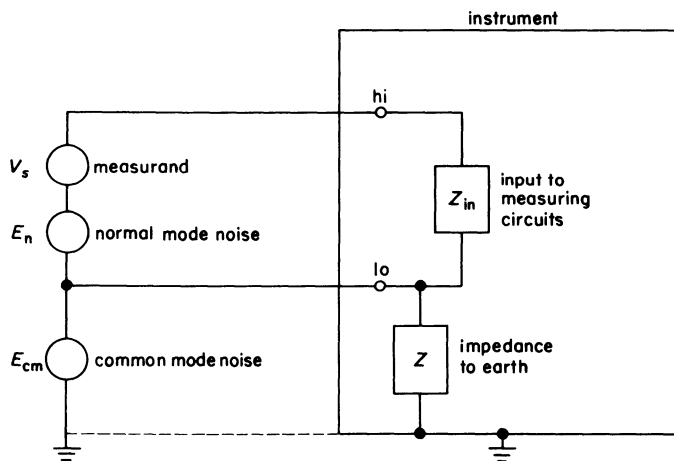 instrument
hi
V_s measurand
Z_in
input to
measuring
circuits
E_n normal mode noise
lo
E_cm common mode noise
Z
impedance
to earth